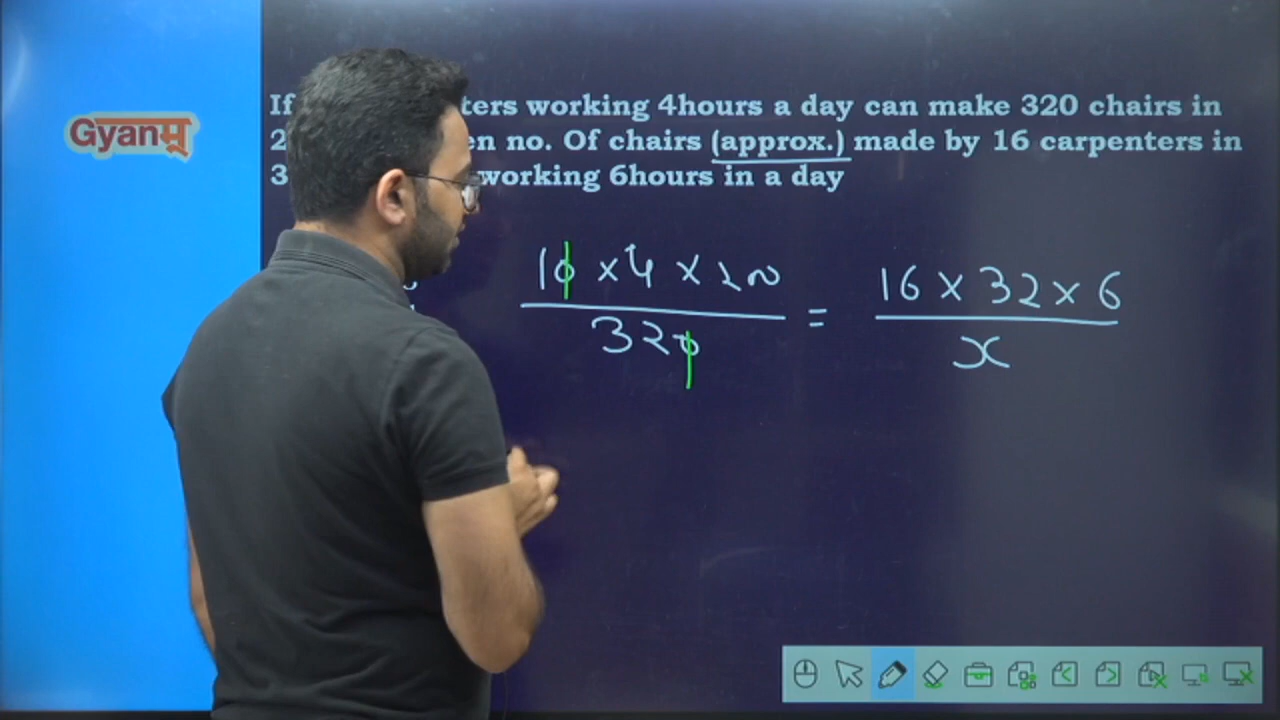 Gyanम्र
If ters working 4hours a day can make 320 chairs in
2 en no. Of chairs (approx.) made by 16 carpenters in
3 working 6hours in a day
10 x 4 x 200 = 16 x 32 x 6
320 x